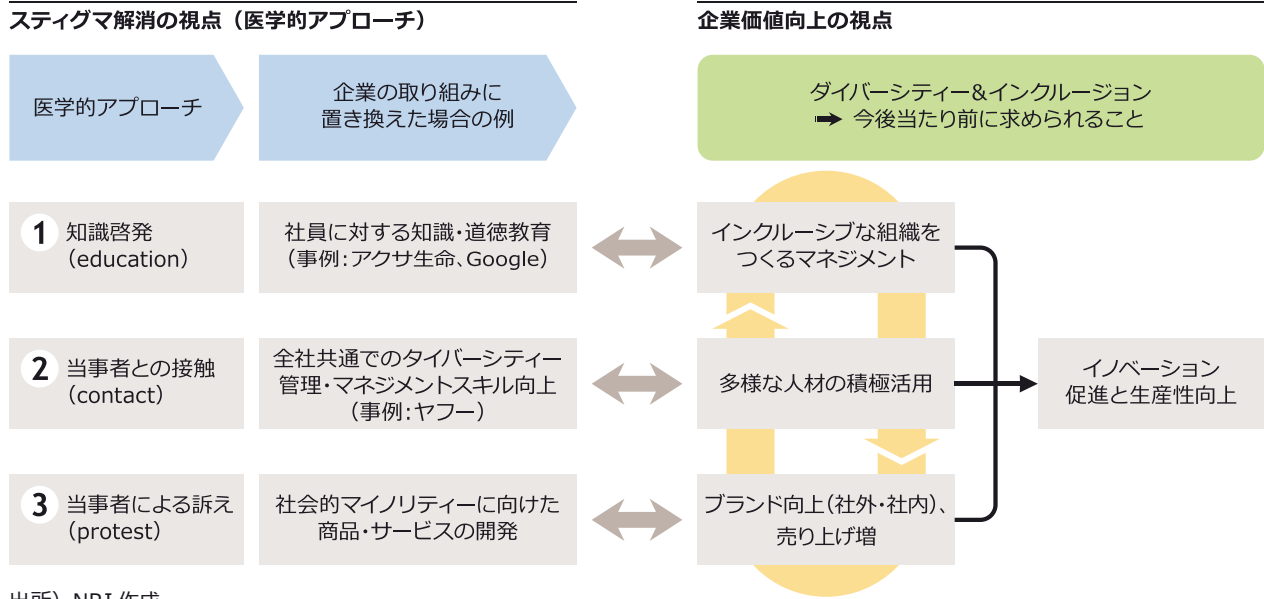 スティグマ解消の視点（医学的アプローチ）
企業価値向上の視点
医学的アプローチ
企業の取り組みに
置き換えた場合の例
ダイバーシティー&インクルージョン
➡ 今後当たり前に求められること
1 知識啓発
（education）
社員に対する知識・道徳教育
（事例：アクサ生命、Google）
インクルーシブな組織を
つくるマネジメント
2 当事者との接触
（contact）
全社共通でのタイバーシティー
管理・マネジメントスキル向上
（事例：ヤフー）
多様な人材の積極活用
イノベーション
促進と生産性向上
3 当事者による訴え
（protest）
社会的マイノリティーに向けた
商品・サービスの開発
ブランド向上（社外・社内）、
売り上げ増
出所）NRI作成